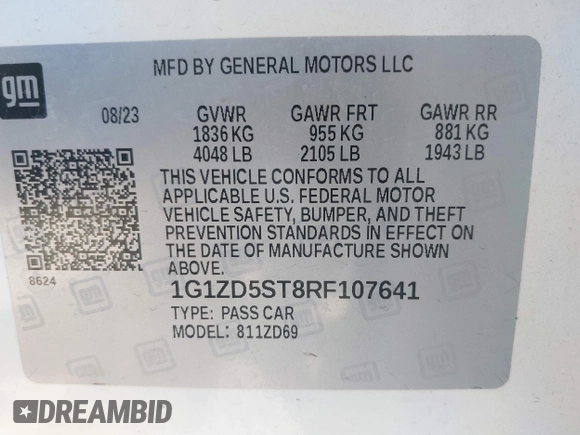 MFD BY GENERAL MOTORS LLC
gm
08/23 GVWR GAWR FRT GAWR RR
1836 KG 955 KG 881 KG
4048 LB 2105 LB 1943 LB
THIS VEHICLE CONFORMS TO ALL
APPLICABLE U.S. FEDERAL MOTOR
VEHICLE SAFETY, BUMPER, AND THEFT
PREVENTION STANDARDS IN EFFECT ON
THE DATE OF MANUFACTURE SHOWN
ABOVE.
8624
1G1ZD5ST8RF107641
TYPE: PASS CAR
MODEL: 811ZD69
DREAMBID